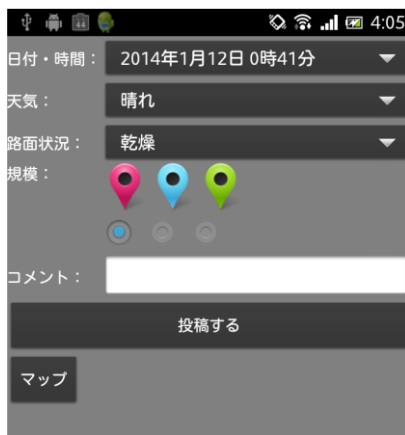 4:05
日付・時間： 2014年1月12日 0時41分
天気： 晴れ
路面状況： 乾燥
規模：
コメント：
投稿する
マップ